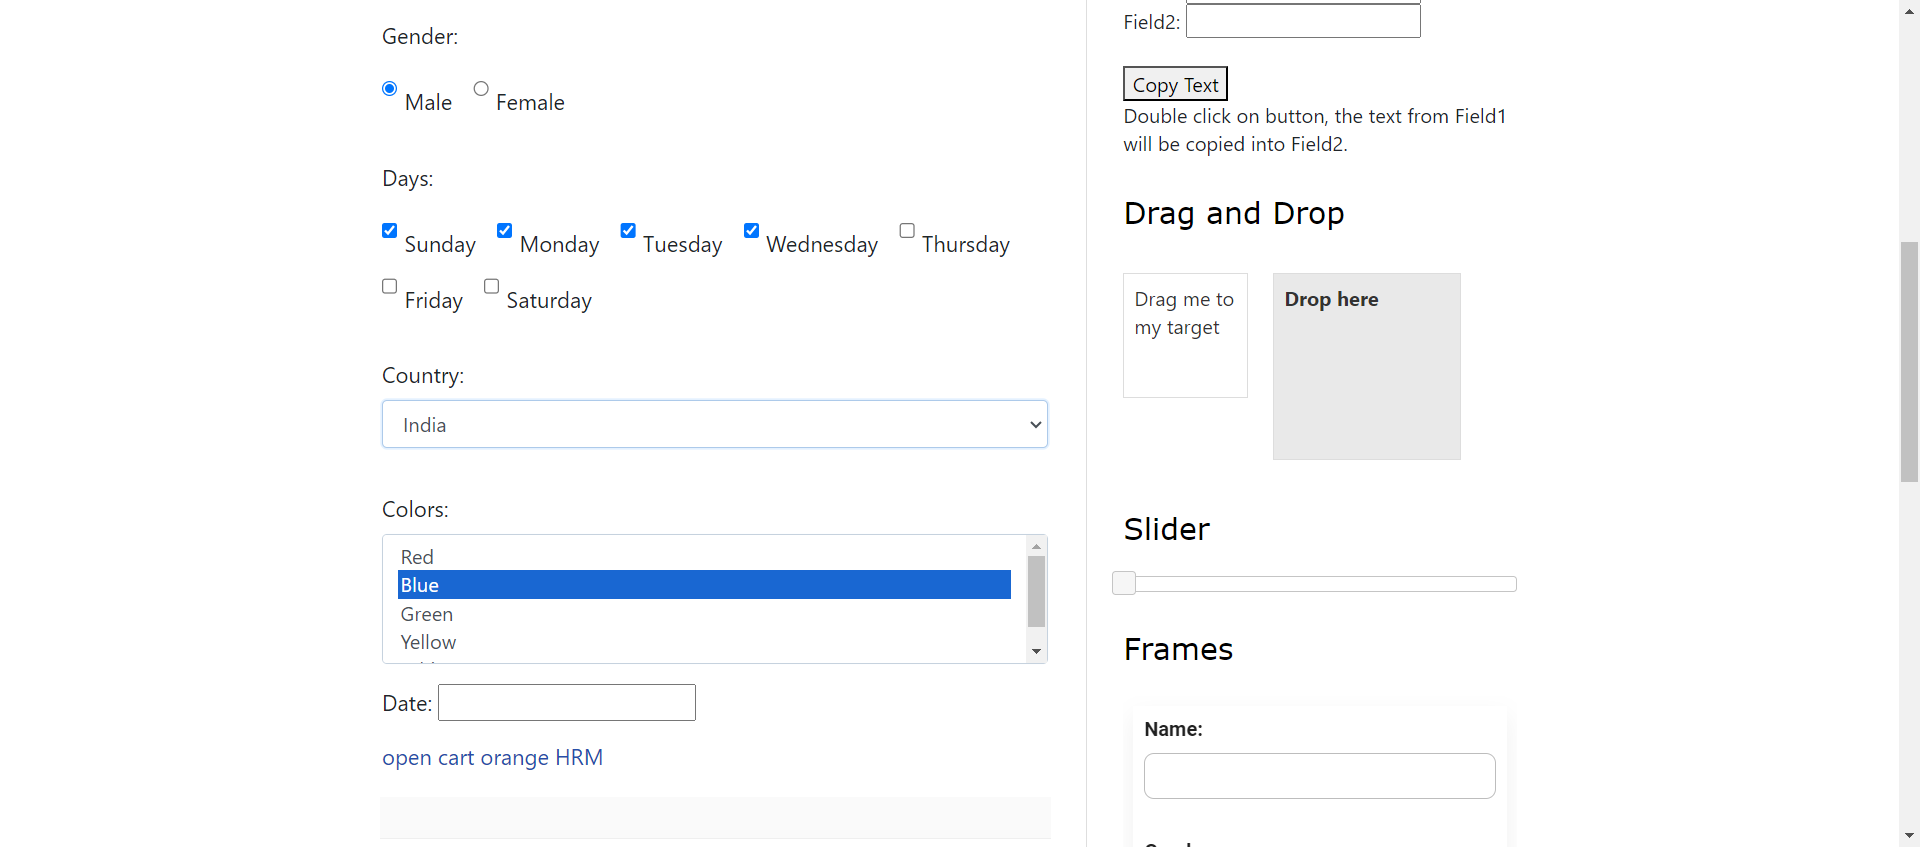 Gender:
Male Female
Days:
Sunday Monday Tuesday Wednesday Thursday
Friday Saturday
Country:
India
Colors:
Red
Blue
Green
Yellow
Date:
open cart orange HRM
Field2:
Copy Text
Double click on button, the text from Field1
will be copied into Field2.
Drag and Drop
Drag me to
my target
Drop here
Slider
Frames
Name: